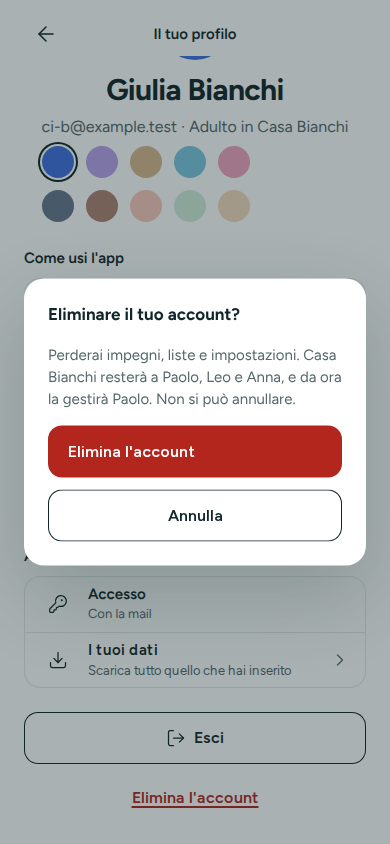 Il tuo profilo
Giulia Bianchi
ci-b@example.test · Adulto in Casa Bianchi
Come usi l'app
Eliminare il tuo account?
Perderai impegni, liste e impostazioni. Casa
Bianchi resterà a Paolo, Leo e Anna, e da ora
la gestirà Paolo. Non si può annullare.
Elimina l'account
Annulla
Accesso
Con la mail
I tuoi dati
Scarica tutto quello che hai inserito
Esci
Elimina l'account